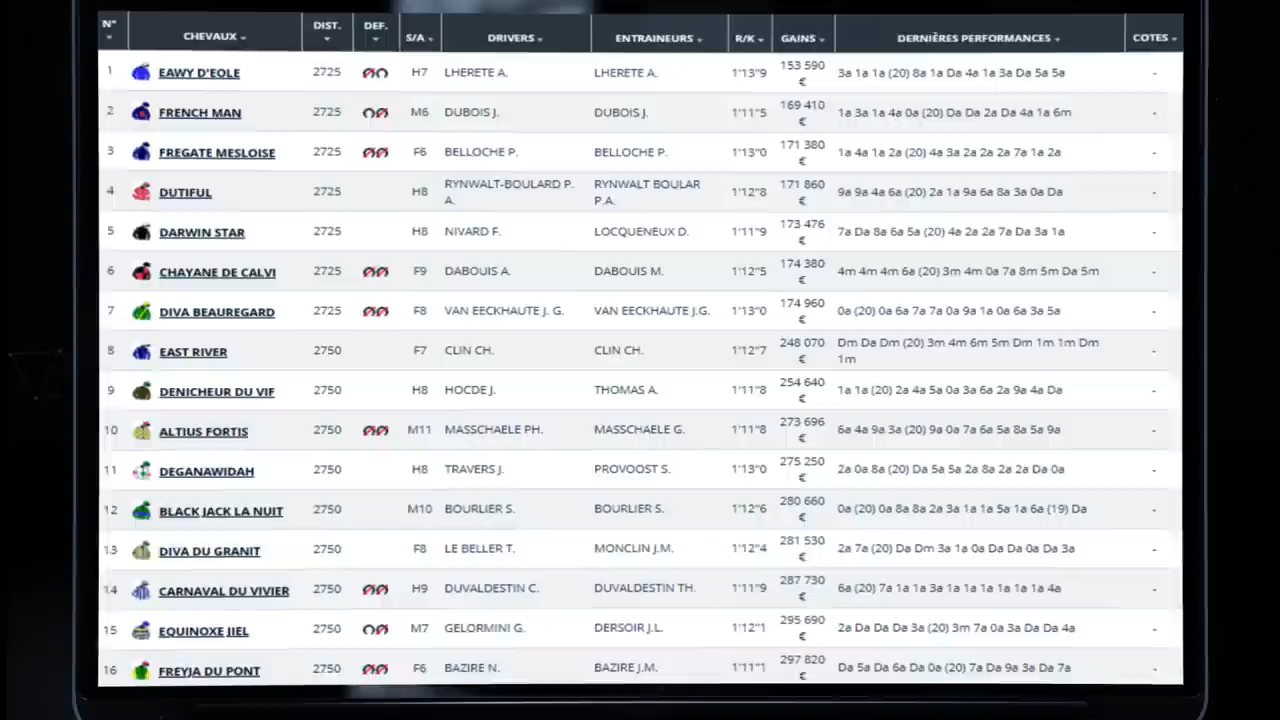 N° CHEVAUX DIST. DEF. S/A DRIVERS ENTRAINEURS R/K GAINS DERNIÈRES PERFORMANCES COTES
1 EAWY D'EOLE 2725 H7 LHERETE A. LHERETE A. 1'13"9 153 590 € 3a 1a 1a (20) 8a 1a Da 4a 1a 3a Da 5a 5a -
2 FRENCH MAN 2725 M6 DUBOIS J. DUBOIS J. 1'11"5 169 410 € 1a 3a 1a 4a 0a (20) Da Da 2a Da 4a 1a 6m -
3 FREGATE MESLOISE 2725 F6 BELLOCHE P. BELLOCHE P. 1'13"0 171 380 € 1a 4a 1a 2a (20) 4a 3a 2a 2a 2a 7a 1a 2a -
4 DUTIFUL 2725 H8 RYNWALT-BOULARD P. A. RYNWALT BOULAR P.A. 1'12"8 171 860 € 9a 9a 4a 6a (20) 2a 1a 9a 6a 8a 3a 0a Da -
5 DARWIN STAR 2725 H8 NIVARD F. LOCQUENEUX D. 1'11"9 173 476 € 7a Da 8a 6a 5a (20) 4a 2a 2a 7a Da 3a 1a -
6 CHAYANE DE CALVI 2725 F9 DABOUIS A. DABOUIS M. 1'12"5 174 380 € 4m 4m 4m 6a (20) 3m 4m 0a 7a 8m 5m Da 5m -
7 DIVA BEAUREGARD 2725 F8 VAN EECKHAUTE J. G. VAN EECKHAUTE J.G. 1'13"0 174 960 € 0a (20) 0a 6a 7a 7a 0a 9a 1a 0a 6a 3a 5a -
8 EAST RIVER 2750 F7 CLIN CH. CLIN CH. 1'12"7 248 070 € Dm Da Dm (20) 3m 4m 6m 5m Dm 1m 1m Dm 1m -
9 DENICHEUR DU VIF 2750 H8 HOCDE J. THOMAS A. 1'11"8 254 640 € 1a 1a (20) 2a 4a 5a 0a 3a 6a 2a 9a 4a Da -
10 ALTIUS FORTIS 2750 M11 MASSCHAELE PH. MASSCHAELE G. 1'11"8 273 696 € 6a 4a 9a 3a (20) 9a 0a 7a 6a 5a 8a 5a 9a -
11 DEGANAWIDAH 2750 H8 TRAVERS J. PROVOOST S. 1'13"0 275 250 € 2a 0a 8a (20) Da 5a 5a 2a 8a 2a 2a Da 0a -
12 BLACK JACK LA NUIT 2750 M10 BOURLIER S. BOURLIER S. 1'12"6 280 660 € 0a (20) 0a 8a 8a 2a 3a 1a 1a 5a 1a 6a (19) Da -
13 DIVA DU GRANIT 2750 F8 LE BELLER T. MONCLIN J.M. 1'12"4 281 530 € 2a 7a (20) Da Dm 3a 1a 0a Da Da 0a Da 3a -
14 CARNAVAL DU VIVIER 2750 H9 DUVALDESTIN C. DUVALDESTIN TH. 1'11"9 287 730 € 6a (20) 7a 1a 1a 3a 1a 1a 1a 1a 1a 1a 4a -
15 EQUINOXE JIEL 2750 M7 GELORMINI G. DERSOIR J.L. 1'12"1 295 690 € 2a Da Da Da 3a (20) 3m 7a 0a 3a Da Da 4a -
16 FREYJA DU PONT 2750 F6 BAZIRE N. BAZIRE J.M. 1'11"1 297 820 € Da 5a Da 6a Da 0a (20) 7a Da 9a 3a Da 7a -